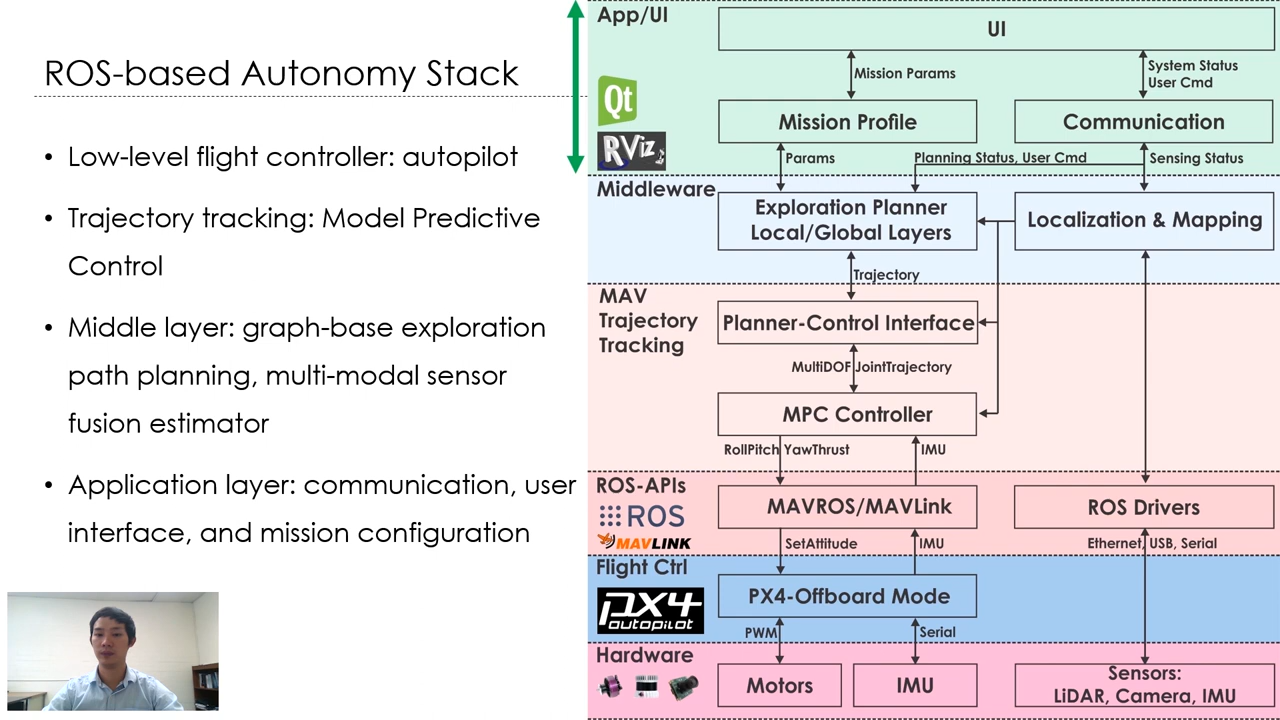 ROS-based Autonomy Stack
• Low-level flight controller: autopilot
• Trajectory tracking: Model Predictive
Control
• Middle layer: graph-base exploration
path planning, multi-modal sensor
fusion estimator
• Application layer: communication, user
interface, and mission configuration
App/UI
UI
Mission Params
System Status
User Cmd
Qt
RViz
Mission Profile
Communication
Params
Planning Status, User Cmd
Sensing Status
Middleware
Exploration Planner
Local/Global Layers
Localization & Mapping
Trajectory
MAV
Trajectory
Tracking
Planner-Control Interface
MultiDOF JointTrajectory
MPC Controller
RollPitch YawThrust
IMU
ROS-APIs
ROS
MAVLINK
MAVROS/MAVLink
ROS Drivers
SetAttitude
IMU
Ethernet, USB, Serial
Flight Ctrl
px4
autopilot
PX4-Offboard Mode
PWM
Serial
Hardware
Motors
IMU
Sensors:
LiDAR, Camera, IMU